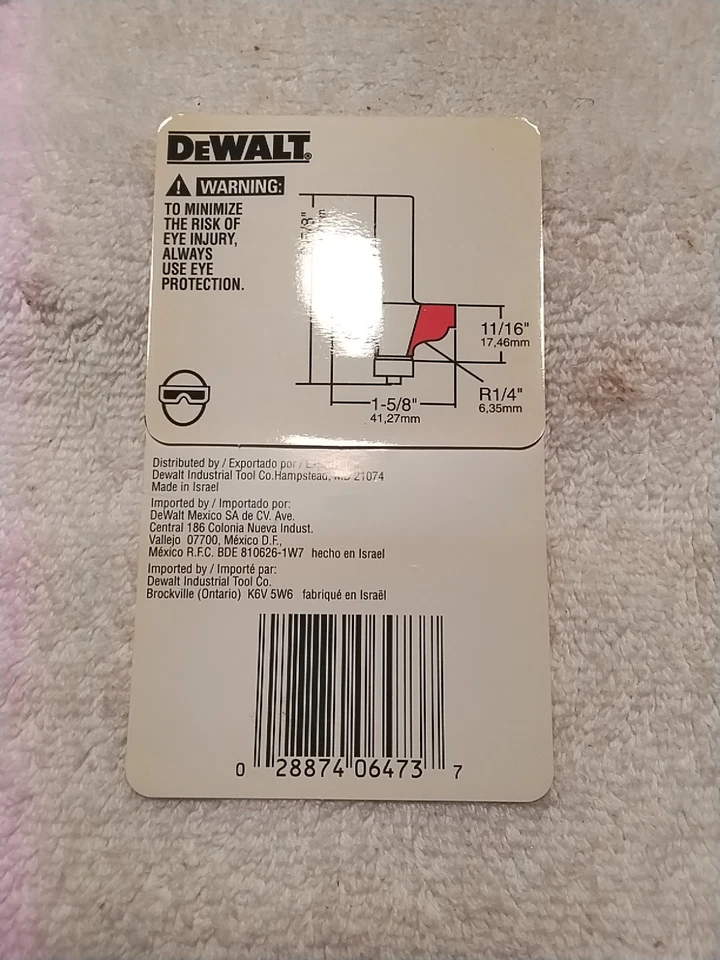 DEWALT®
WARNING:
TO MINIMIZE
THE RISK OF
EYE INJURY,
ALWAYS
USE EYE
PROTECTION.
11/16"
17,46mm
R1/4"
6,35mm
1-5/8"
41,27mm
Distributed by / Exportado por /
Dewalt Industrial Tool Co.Hampstead, MD 21074
Made in Israel
Imported by / Importado por:
DeWalt Mexico SA de CV. Ave.
Central 186 Colonia Nueva Indust.
Vallejo 07700, México D.F.,
México R.F.C. BDE 810626-1W7 hecho en Israel
Imported by / Importé par:
Dewalt Industrial Tool Co.
Brockville (Ontario) K6V 5W6 fabriqué en Israël
0 28874 06473 7